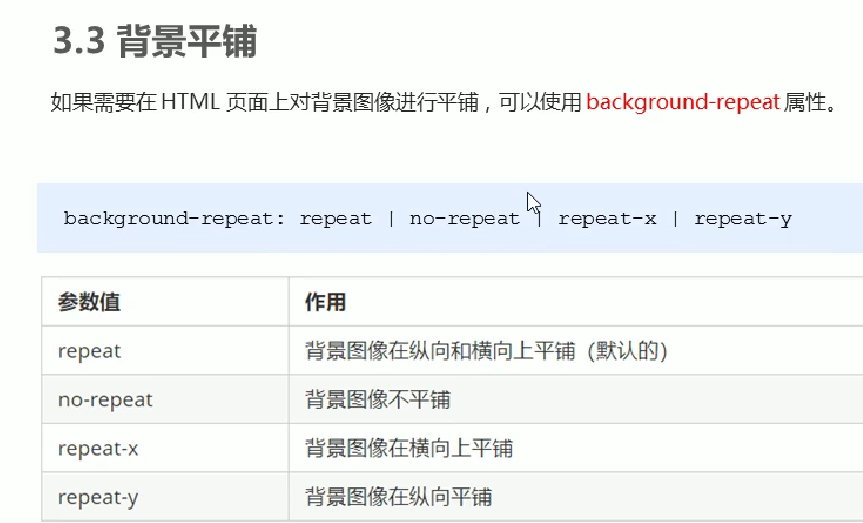 3.3 背景平铺
如果需要在 HTML 页面上对背景图像进行平铺，可以使用 background-repeat 属性。
background-repeat: repeat | no-repeat | repeat-x | repeat-y
参数值 作用
repeat 背景图像在纵向和横向上平铺（默认的）
no-repeat 背景图像不平铺
repeat-x 背景图像在横向上平铺
repeat-y 背景图像在纵向平铺